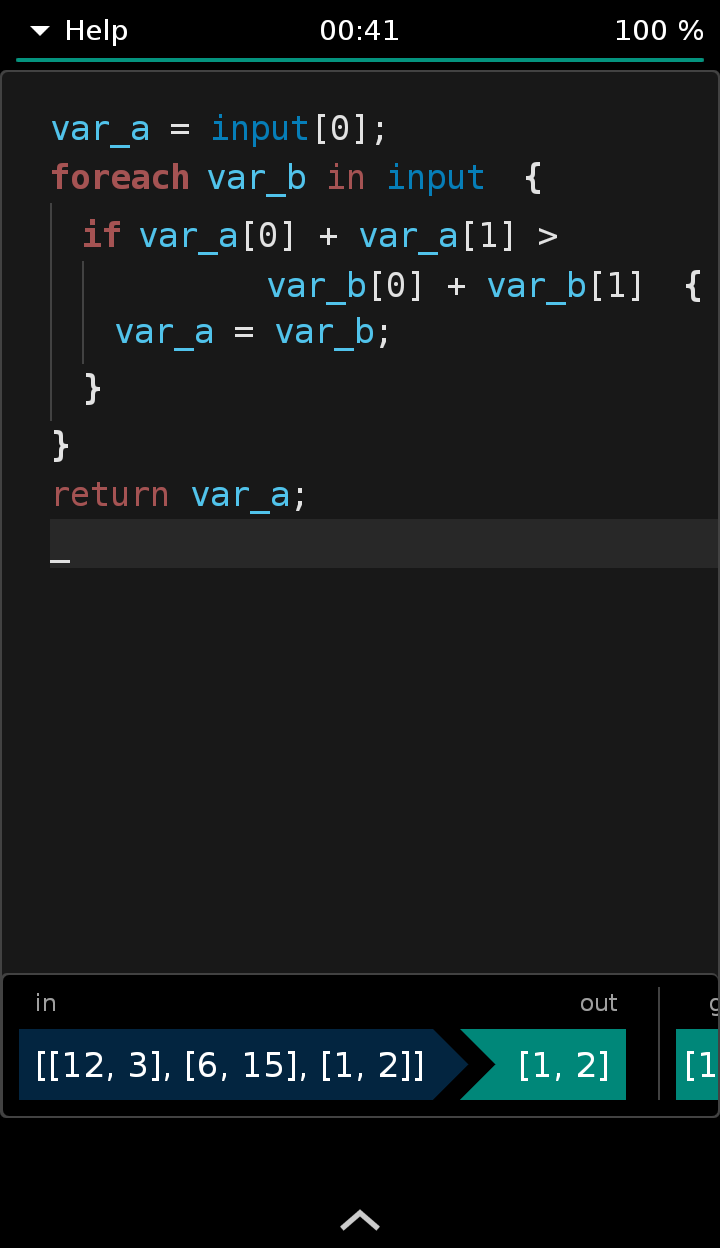 Help 00:41 100 %
var_a = input[0];
foreach var_b in input {
if var_a[0] + var_a[1] >
var_b[0] + var_b[1] {
var_a = var_b;
}
}
return var_a;
_
in out
[[12, 3], [6, 15], [1, 2]] [1, 2] [1